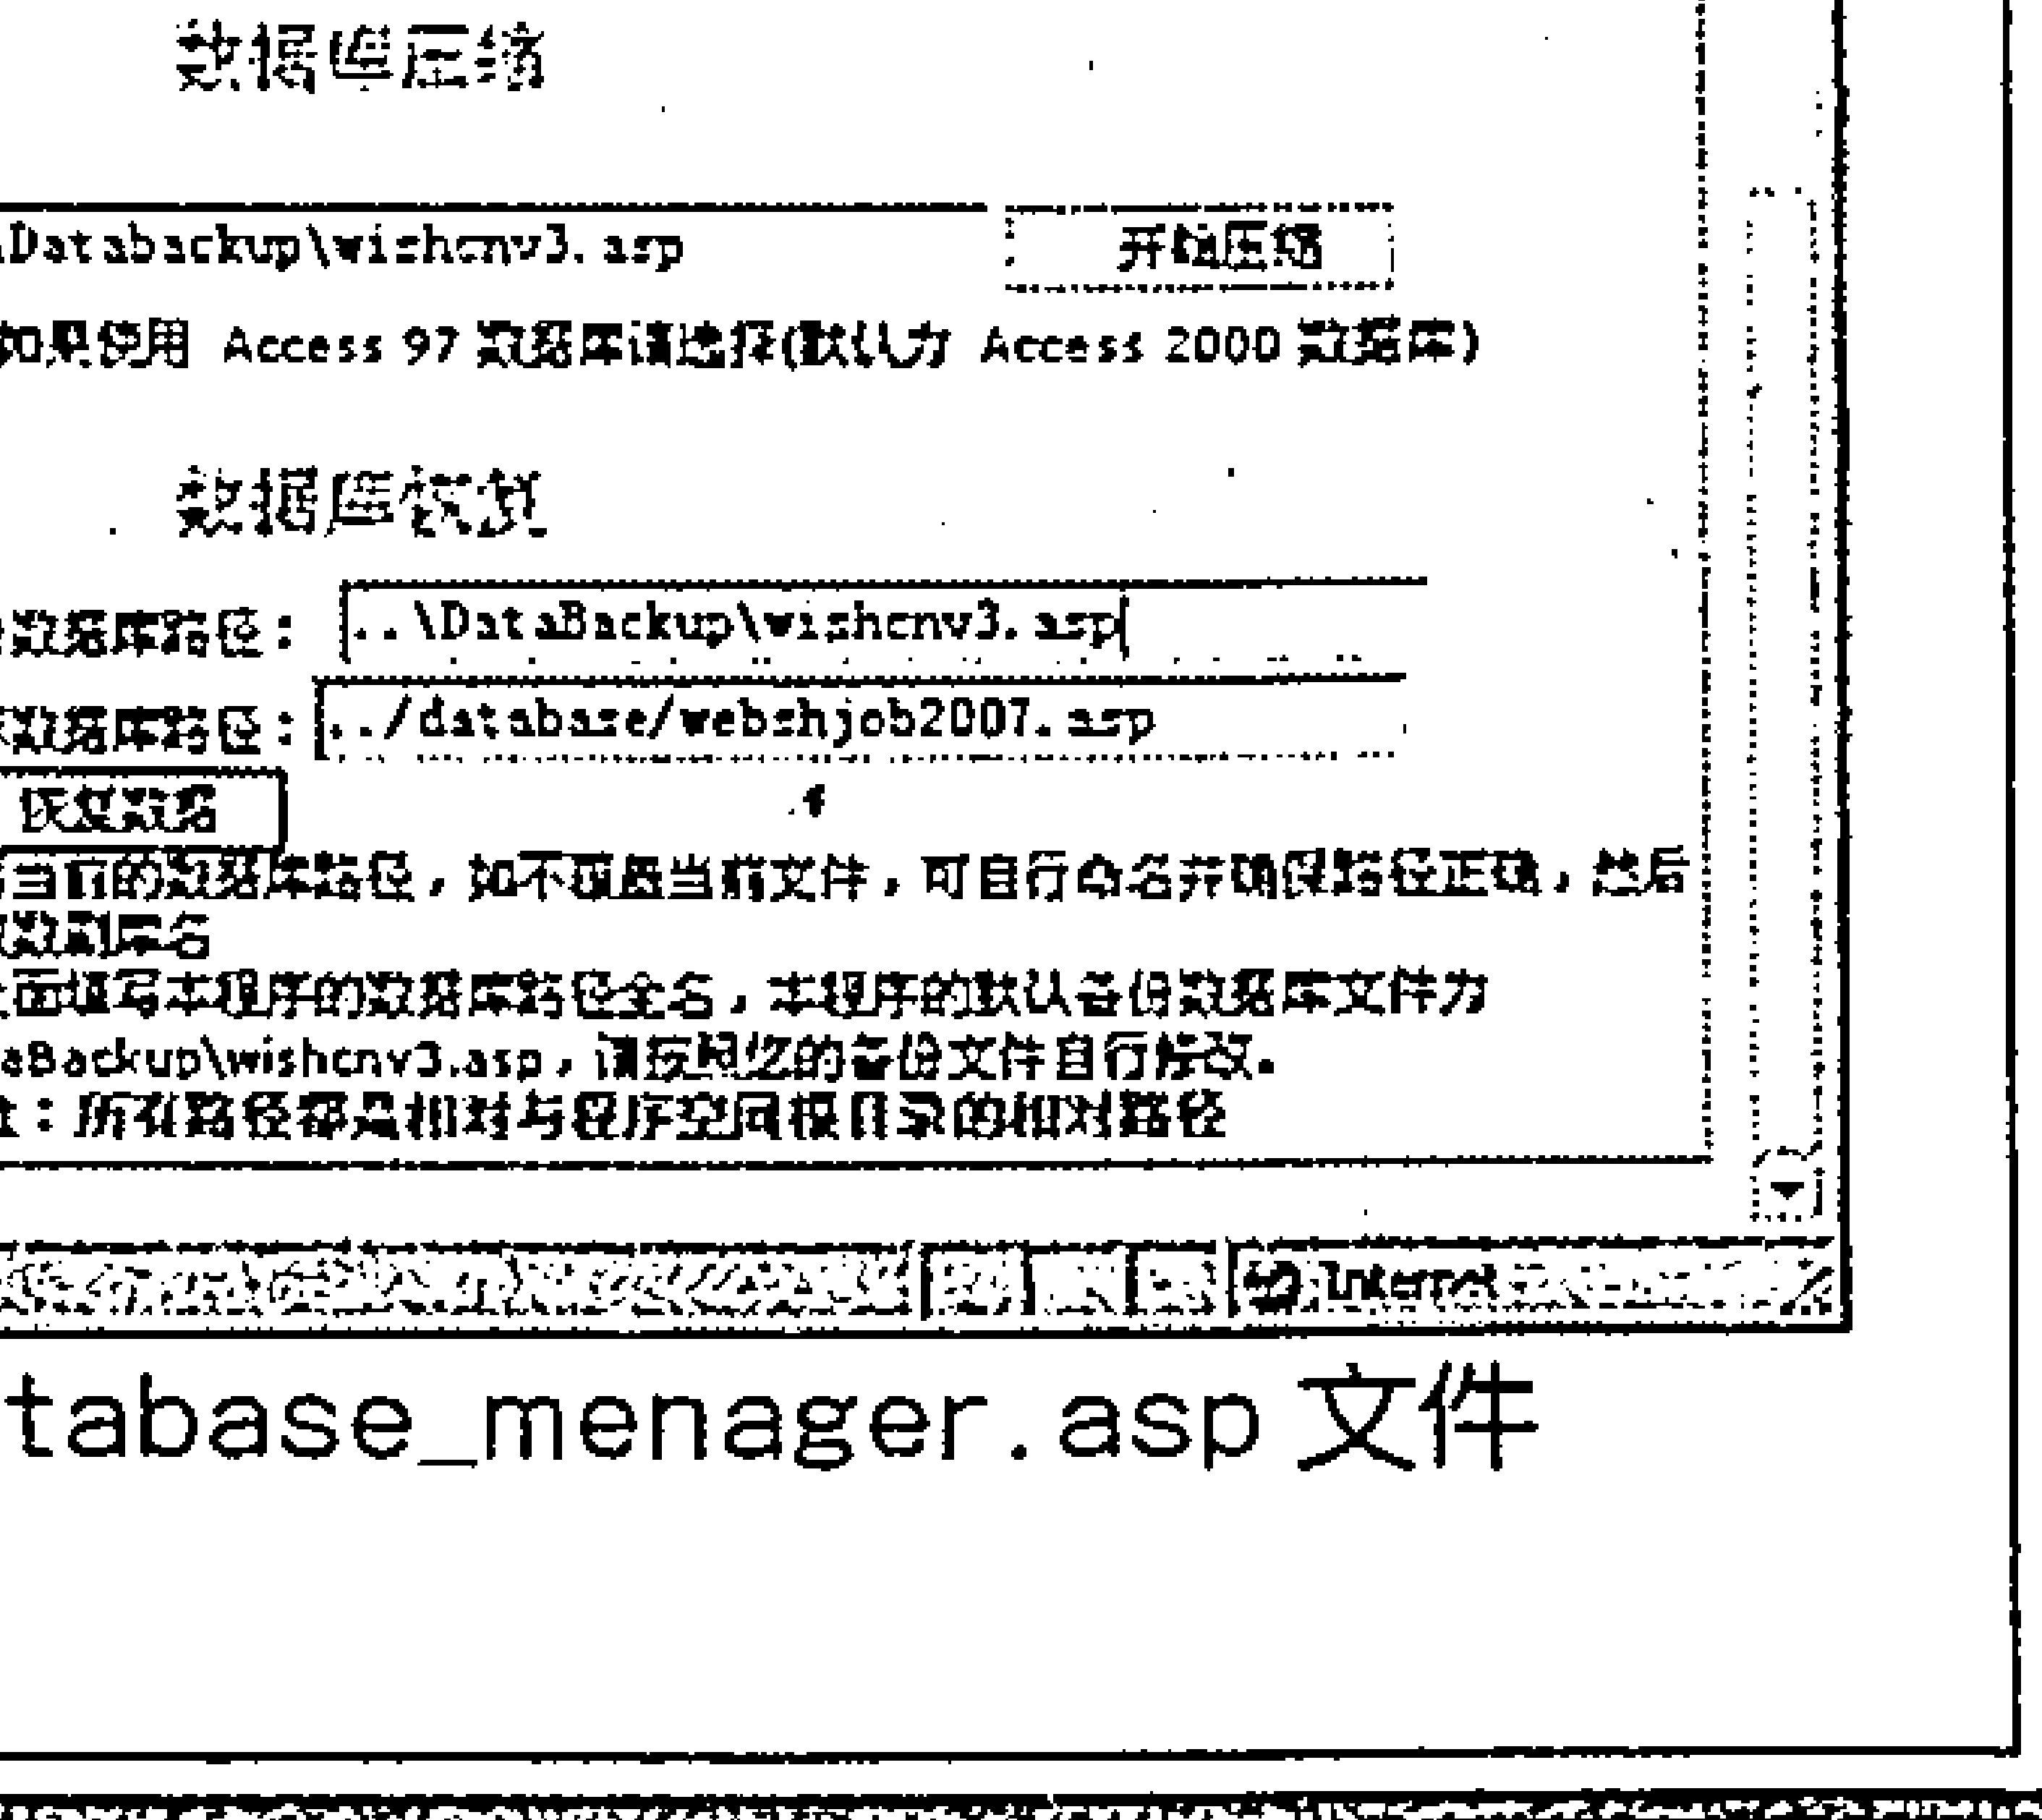 数据库压缩
\Databackup\wishcnv3.asp 开始压缩
如果使用 Access 97 数据库请选择(默认为 Access 2000 数据库)
数据库恢复
数据库路径： ..\DataBackup\wishcnv3.asp
数据库路径： ../database/webshjob2007.asp
恢复数据
当前的数据库路径，如不覆盖当前文件，可自行命名并确保路径正确，然后
库名
面填写本程序的数据库路径全名，本程序的默认备份数据库文件为
aBackup\wishcnv3.asp，请按照您的备份文件自行修改.
：所有路径都是相对与程序空间根目录的相对路径
Internet
tabase_menager.asp 文件